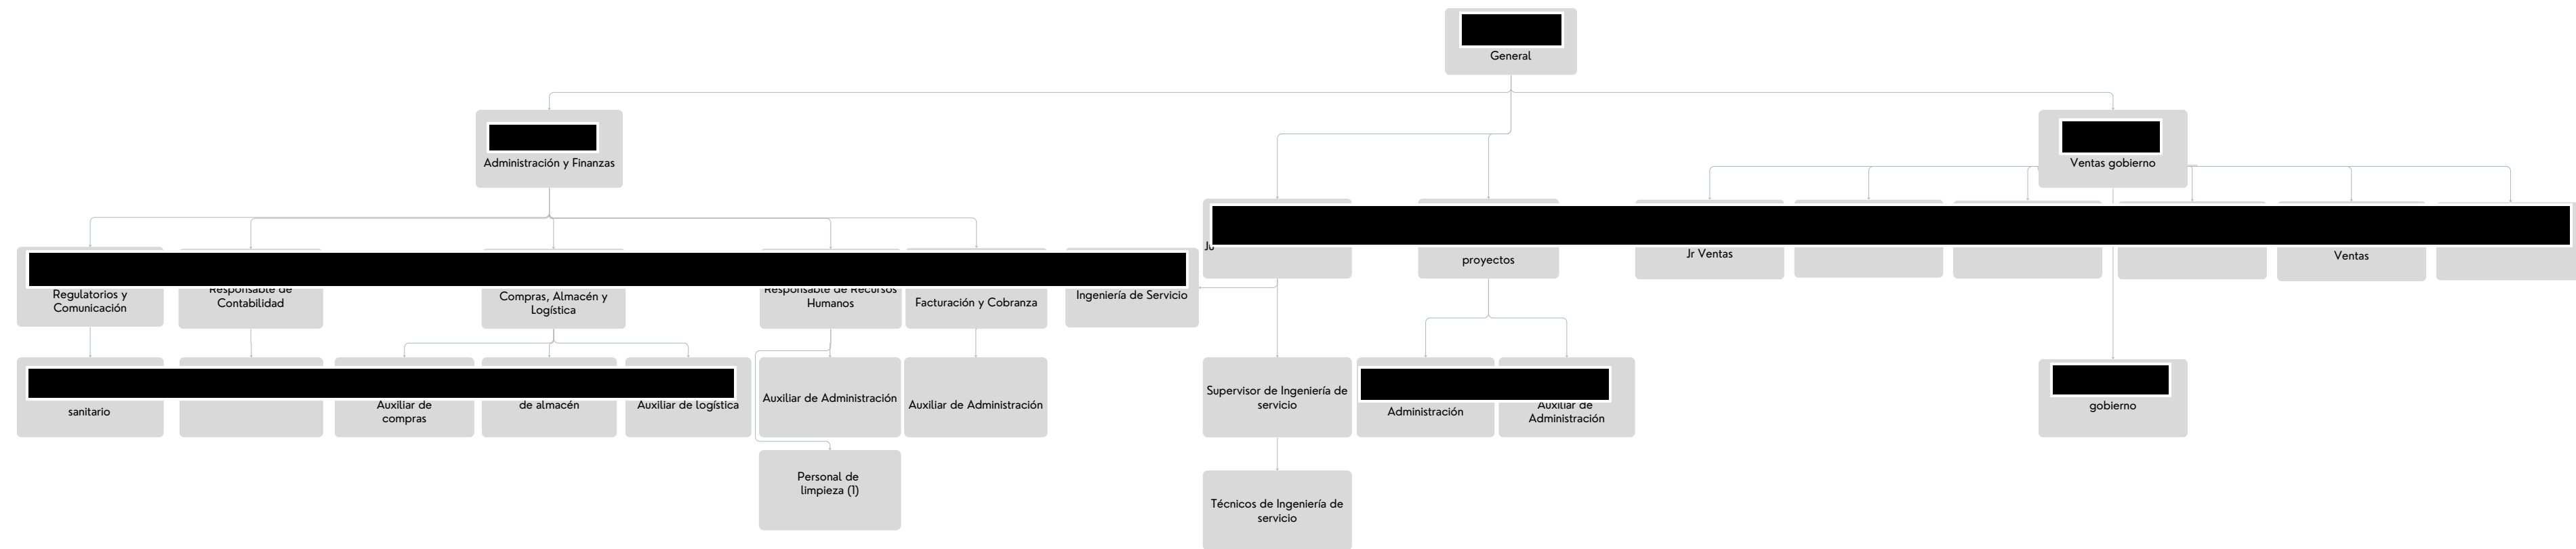 General
Administración y Finanzas
Ventas gobierno
Regulatorios y
Comunicación
Responsable de
Contabilidad
Compras, Almacén y
Logística
Responsable de Recursos
Humanos
Facturación y Cobranza
Ingeniería de Servicio
proyectos
Jr Ventas
Ventas
sanitario
Auxiliar de
compras
de almacén
Auxiliar de logística
Auxiliar de Administración
Auxiliar de Administración
Supervisor de Ingeniería de
servicio
Administración
Auxiliar de
Administración
gobierno
Personal de
limpieza (1)
Técnicos de Ingeniería de
servicio